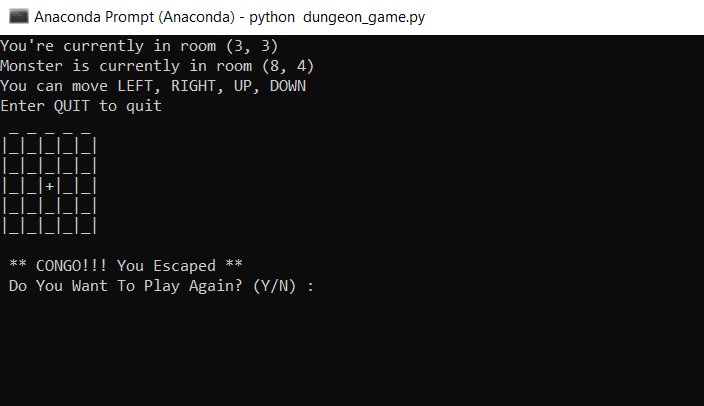 Anaconda Prompt (Anaconda) - python  dungeon_game.py
You're currently in room (3, 3)
Monster is currently in room (8, 4)
You can move LEFT, RIGHT, UP, DOWN
Enter QUIT to quit
 _ _ _ _ _
|_|_|_|_|_|
|_|_|_|_|_|
|_|_|+|_|_|
|_|_|_|_|_|
|_|_|_|_|_|
 ** CONGO!!! You Escaped **
 Do You Want To Play Again? (Y/N) :